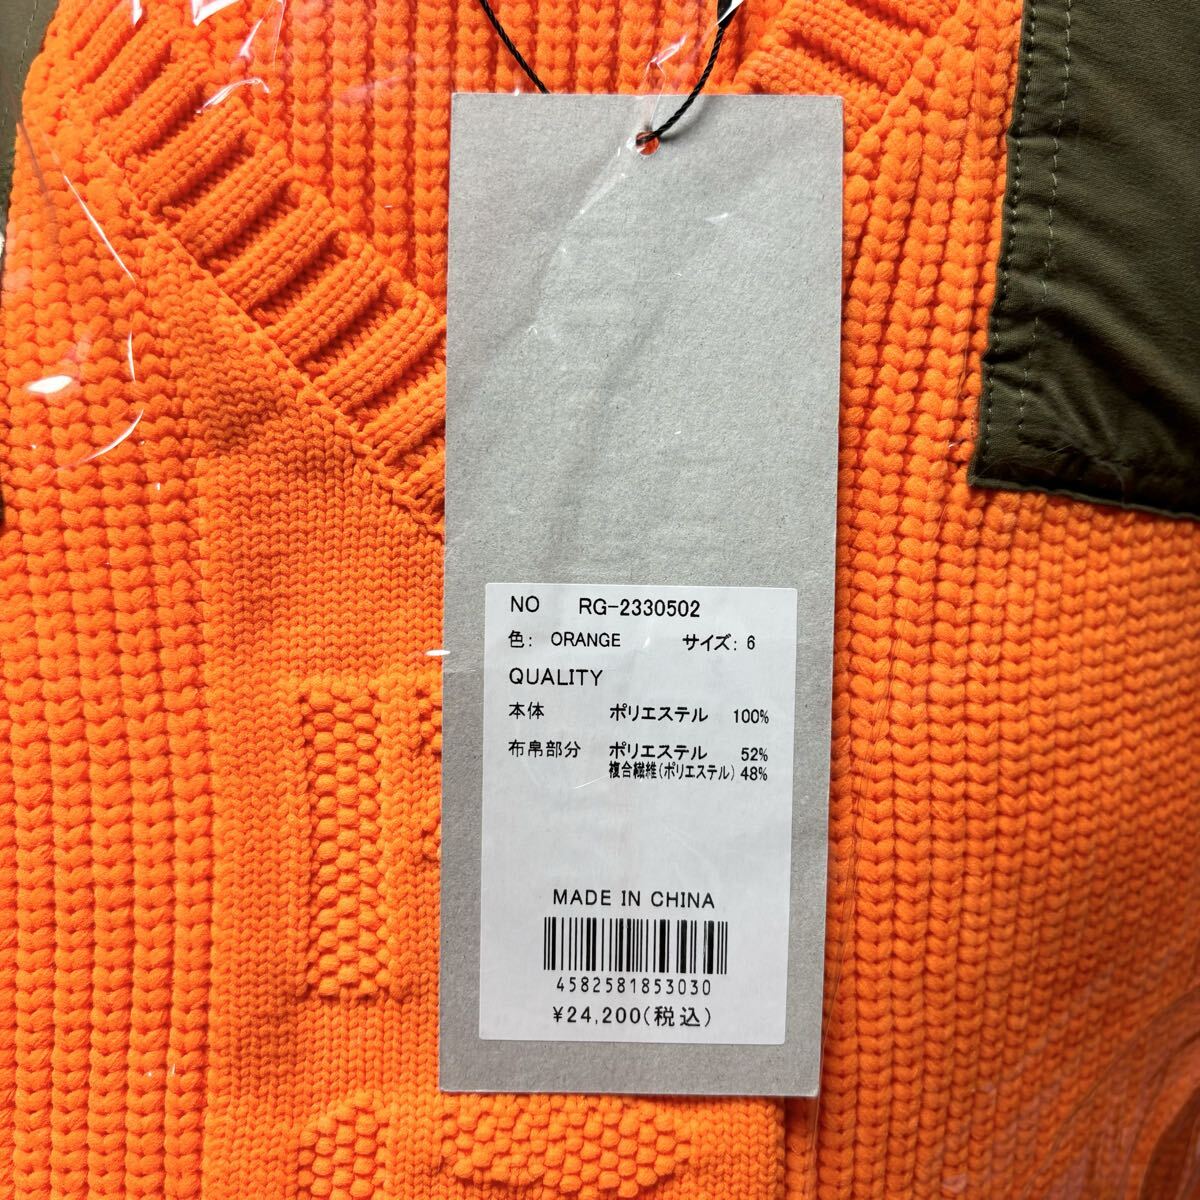 NO RG-2330502
色: ORANGE サイズ: 6
QUALITY
本体 ポリエステル 100%
布帛部分 ポリエステル 52%
複合繊維(ポリエステル) 48%
MADE IN CHINA
4582581853030
¥24,200(税込)